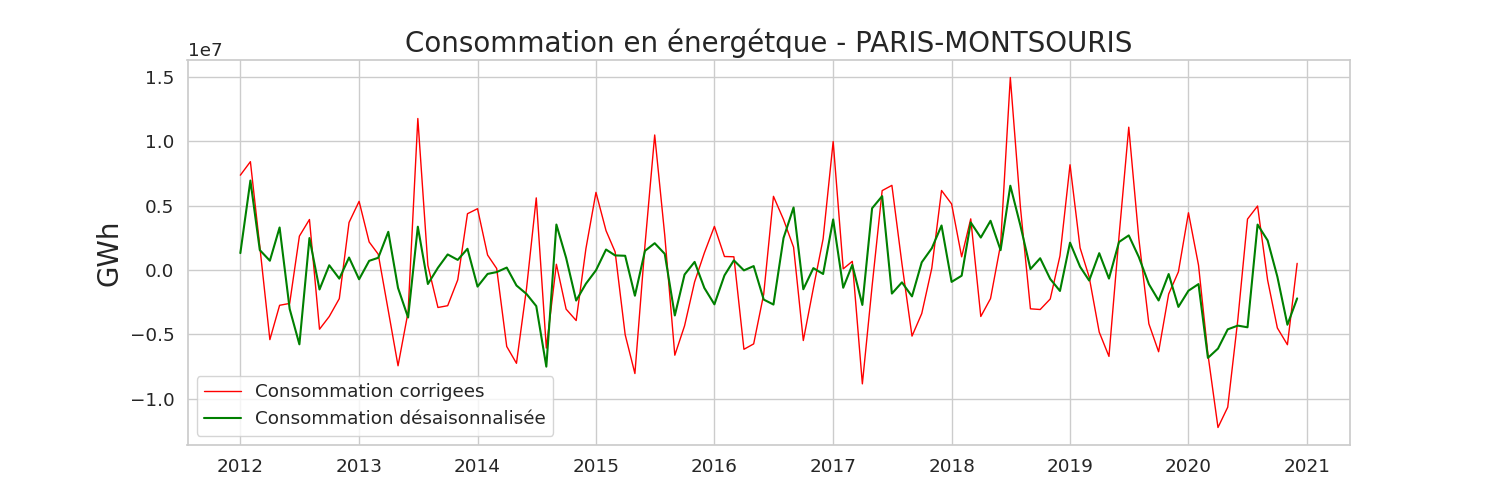 Consommation en énergétque - PARIS-MONTSOURIS
1e7
1.5
1.0
0.5
0.0
−0.5
−1.0
GWh
Consommation corrigees
Consommation désaisonnalisée
2012 2013 2014 2015 2016 2017 2018 2019 2020 2021